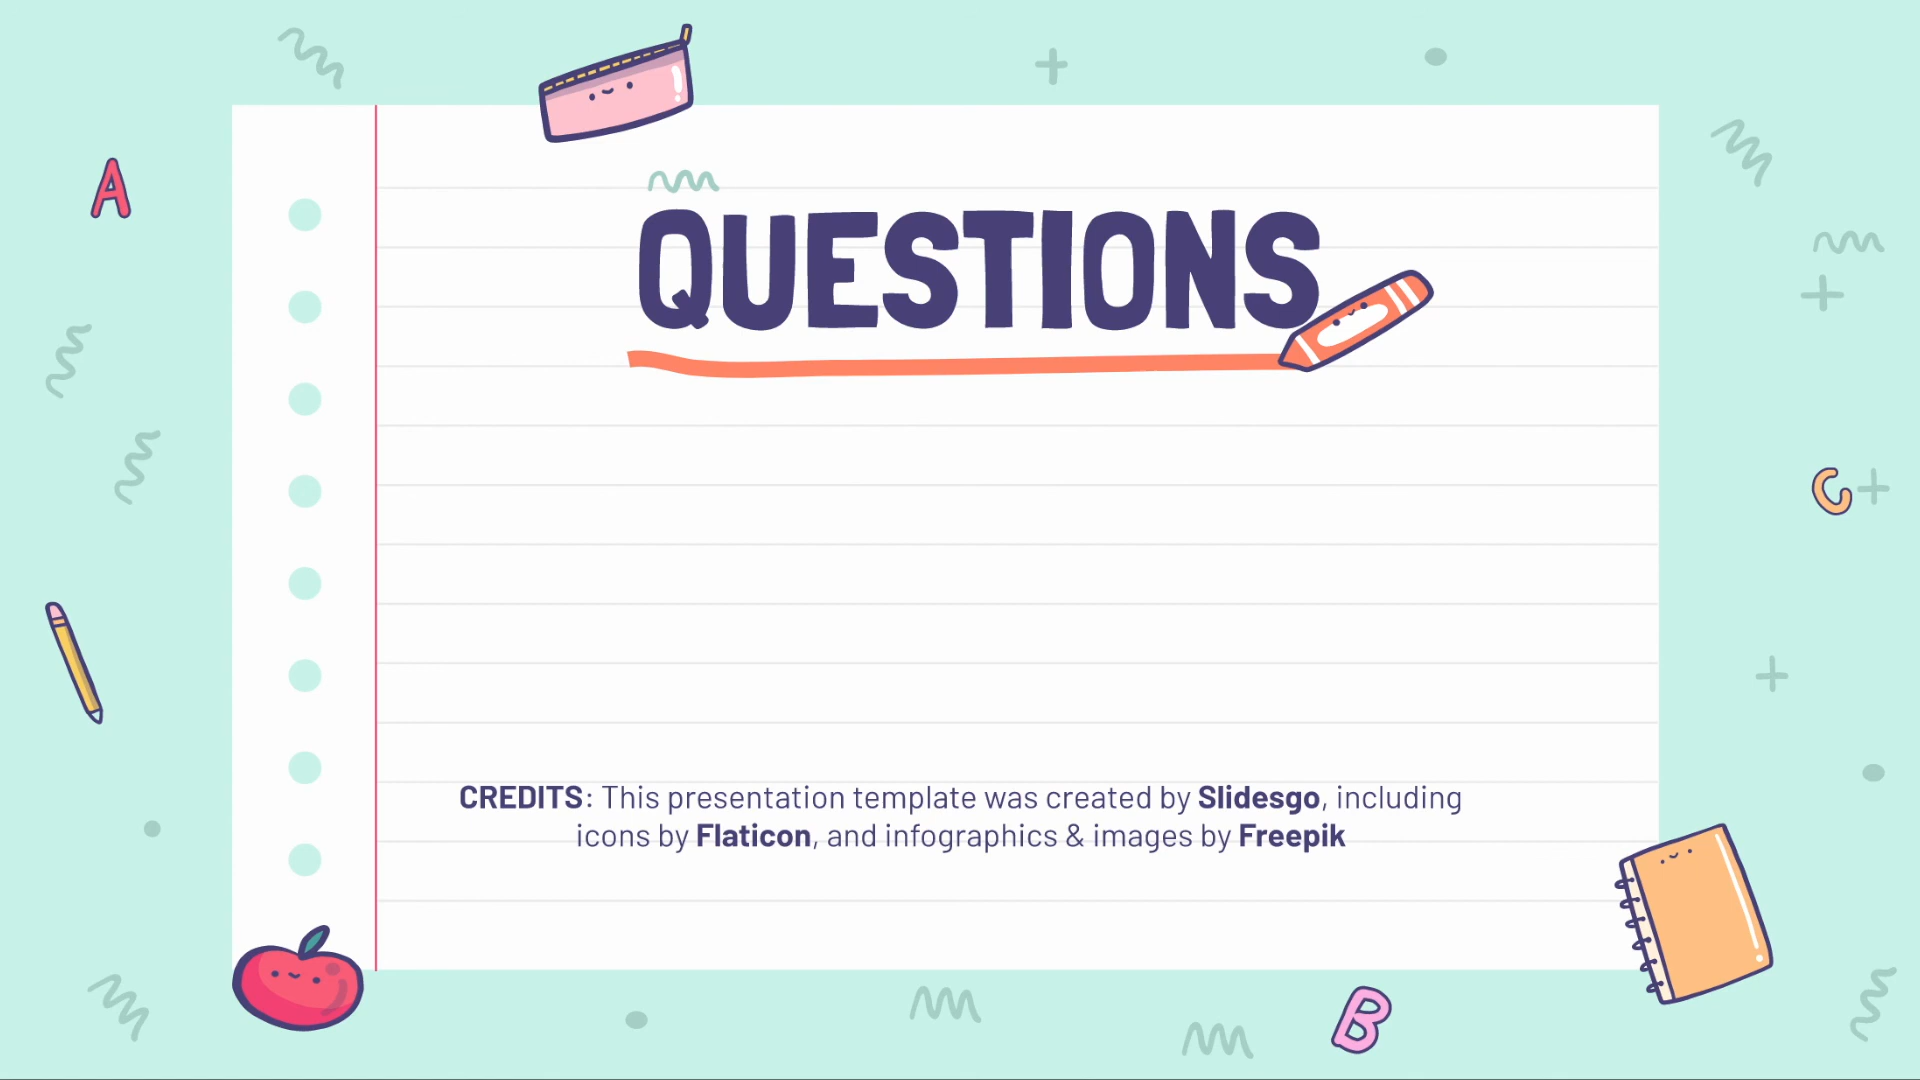 A
QUESTIONS
C
CREDITS: This presentation template was created by Slidesgo, including
icons by Flaticon, and infographics & images by Freepik
B